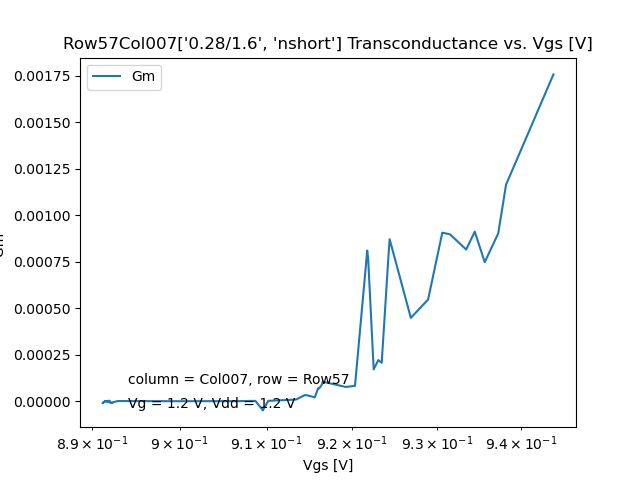 Row57Col007['0.28/1.6', 'nshort'] Transconductance vs. Vgs [V]
Gm
0.00175
0.00150
0.00125
0.00100
0.00075
0.00050
0.00025
0.00000
Gm
column = Col007, row = Row57
Vg = 1.2 V, Vdd = 1.2 V
8.9 × 10⁻¹
9 × 10⁻¹
9.1 × 10⁻¹
9.2 × 10⁻¹
9.3 × 10⁻¹
9.4 × 10⁻¹
Vgs [V]